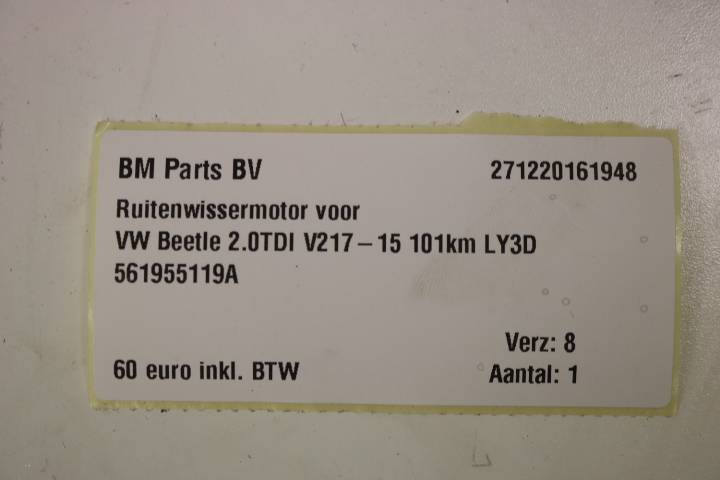 BM Parts BV 271220161948
Ruitenwissermotor voor
VW Beetle 2.0TDI V217-15 101km LY3D
561955119A
Verz: 8
60 euro inkl. BTW Aantal: 1